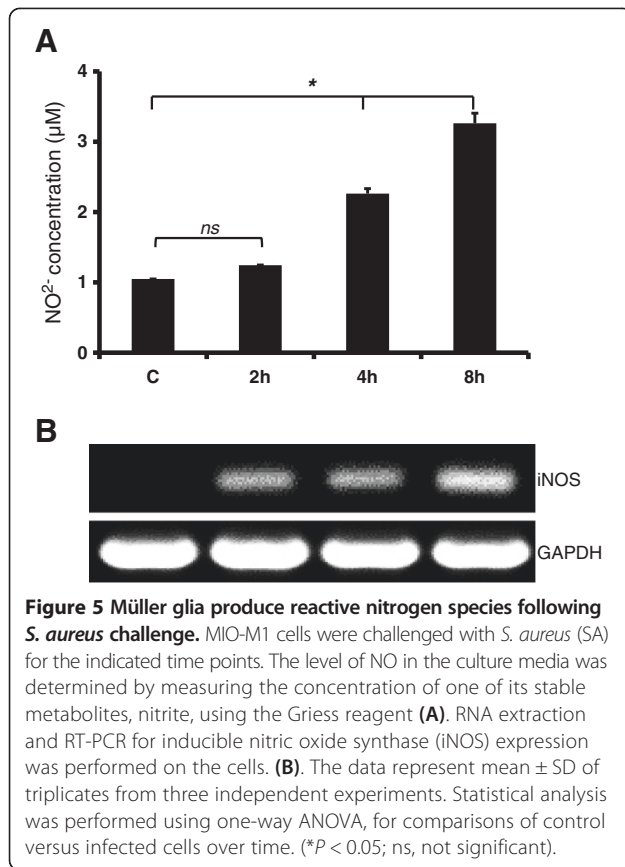 A
4
*
3
2
ns
1
0
NO²⁻ concentration (µM)
C 2h 4h 8h
B
iNOS
GAPDH
Figure 5 Müller glia produce reactive nitrogen species following
S. aureus challenge. MIO-M1 cells were challenged with S. aureus (SA)
for the indicated time points. The level of NO in the culture media was
determined by measuring the concentration of one of its stable
metabolites, nitrite, using the Griess reagent (A). RNA extraction
and RT-PCR for inducible nitric oxide synthase (iNOS) expression
was performed on the cells. (B). The data represent mean ± SD of
triplicates from three independent experiments. Statistical analysis
was performed using one-way ANOVA, for comparisons of control
versus infected cells over time. (*P < 0.05; ns, not significant).